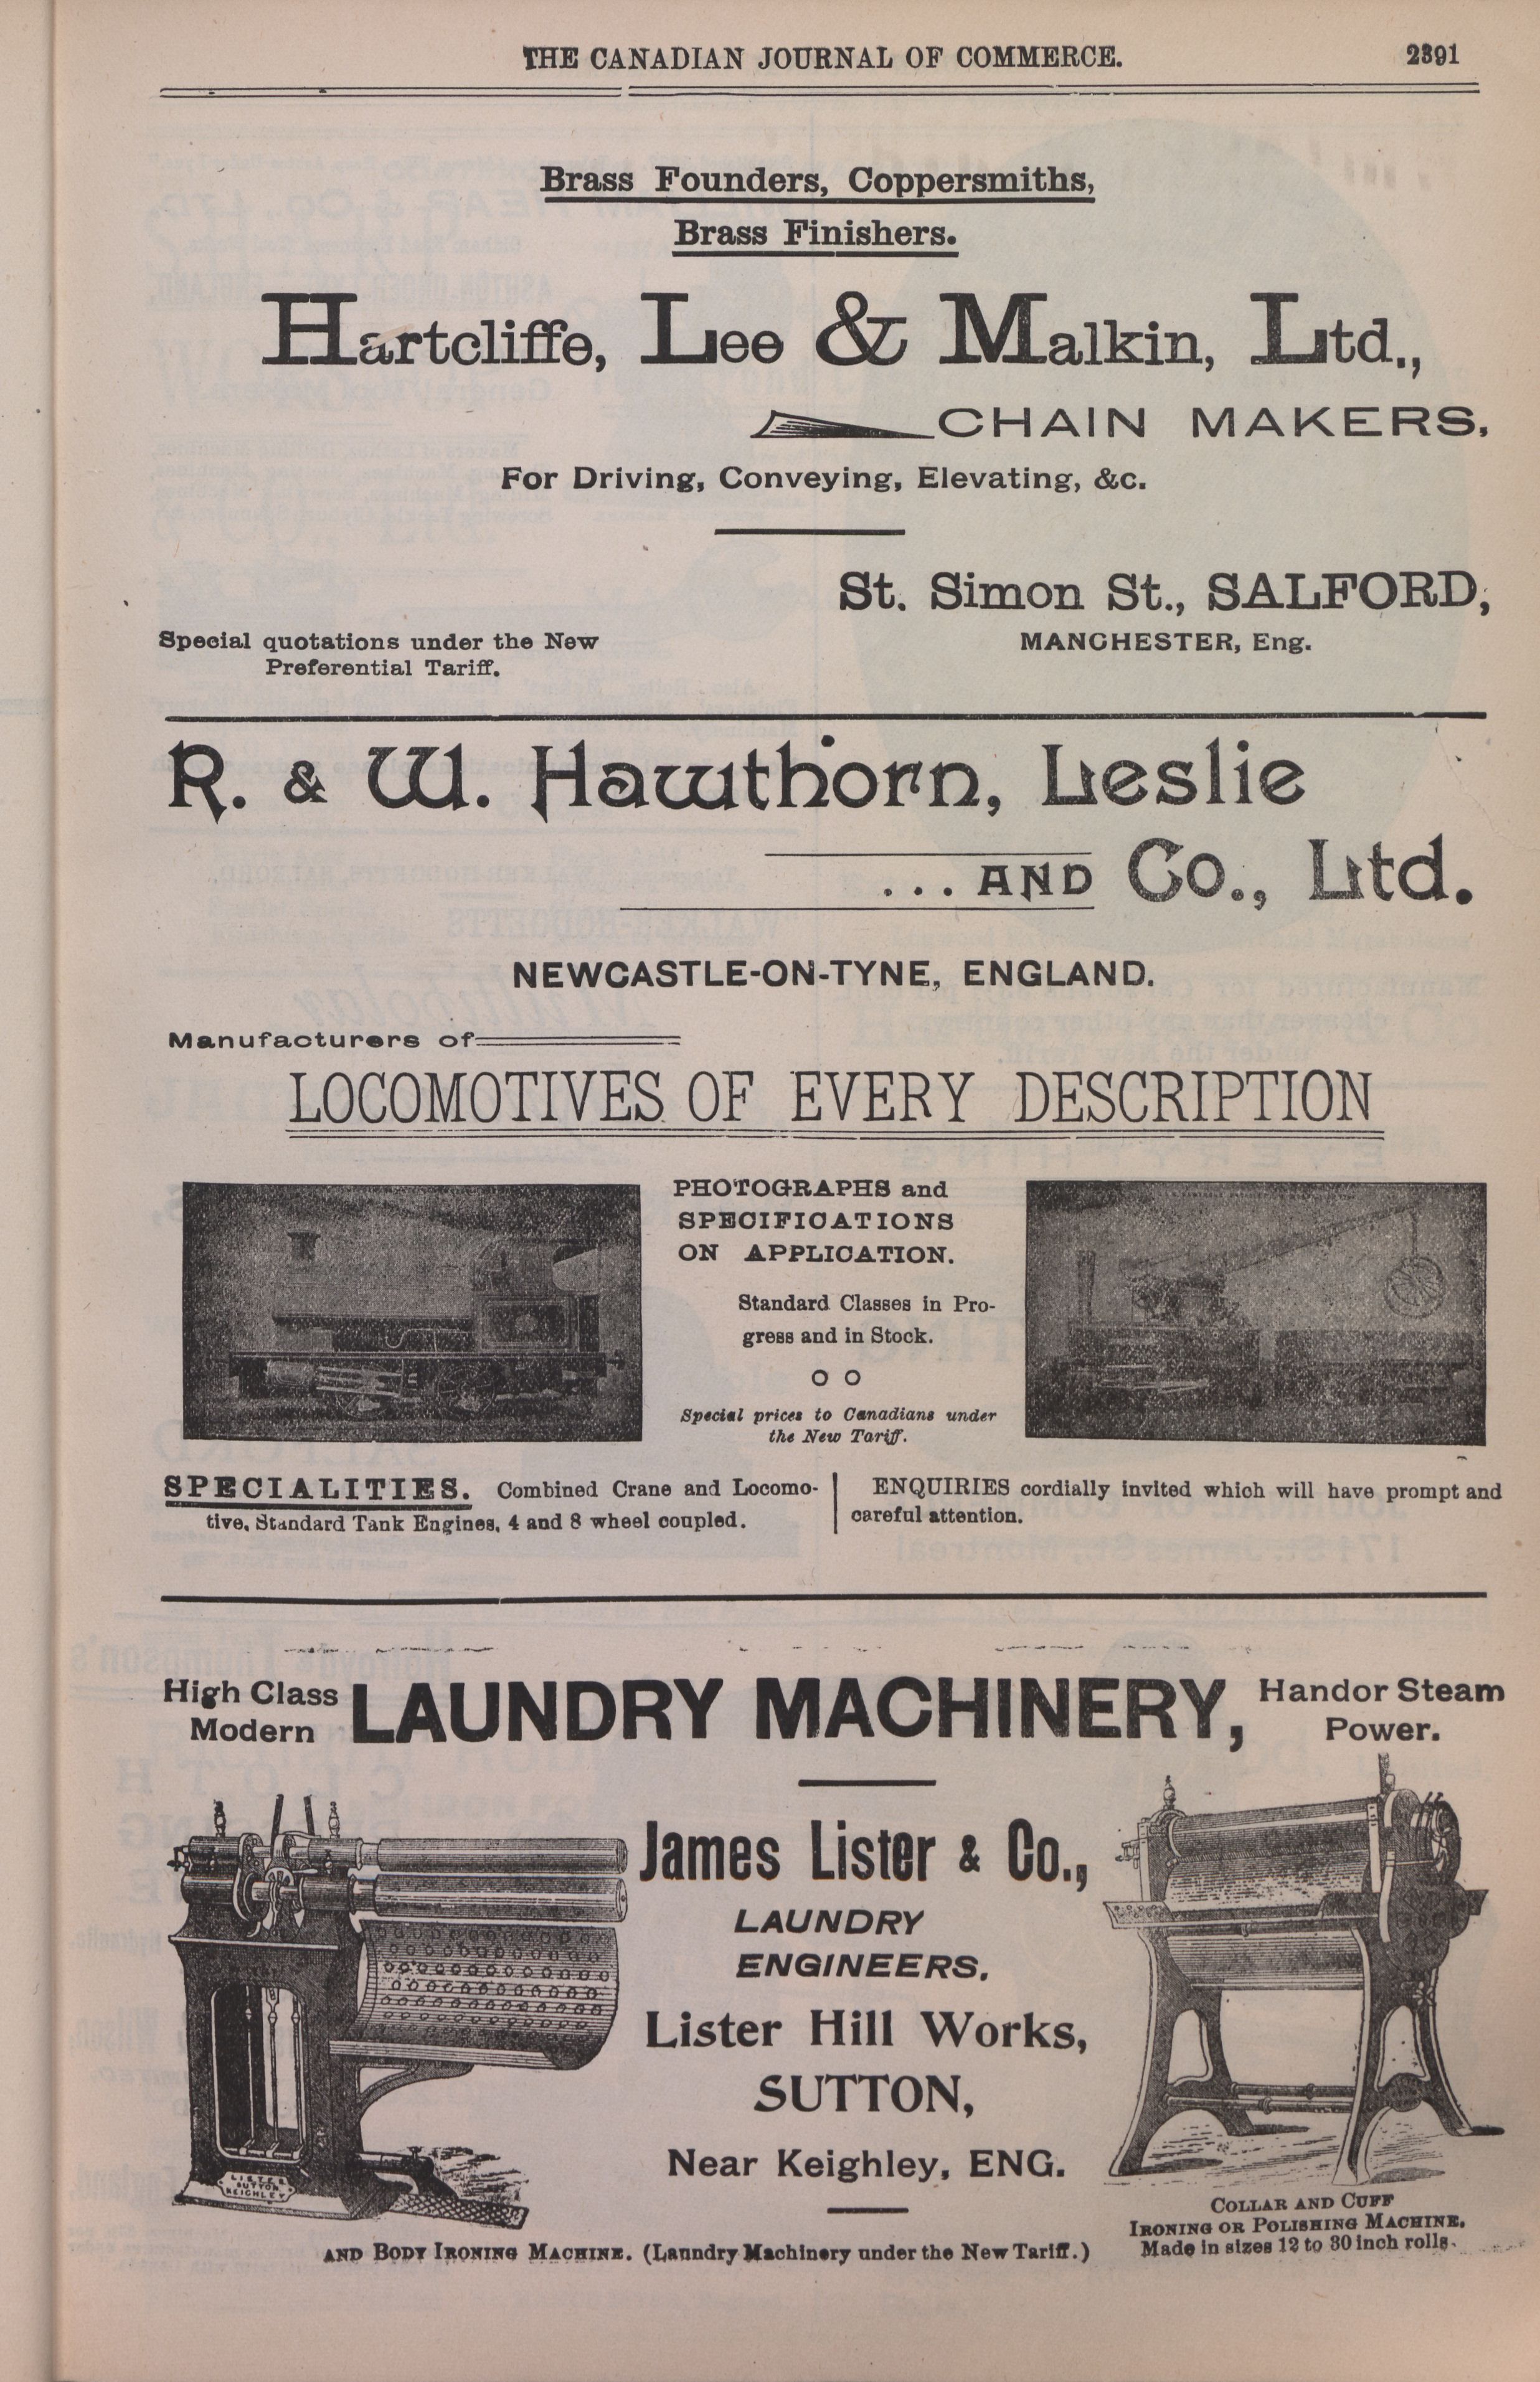 THE CANADIAN JOURNAL OF COMMERCE. 2391
Brass Founders, Coppersmiths,
Brass Finishers.
Hartcliffe, Lee & Malkin, Ltd.,
CHAIN MAKERS,
For Driving, Conveying, Elevating, &c.
St. Simon St., SALFORD,
MANCHESTER, Eng.
Special quotations under the New
Preferential Tariff.
R. & W. Hawthorn, Leslie
... AND Co., Ltd.
NEWCASTLE-ON-TYNE, ENGLAND.
Manufacturers of
LOCOMOTIVES OF EVERY DESCRIPTION
PHOTOGRAPHS and
SPECIFICATIONS
ON APPLICATION.
Standard Classes in Pro-
gress and in Stock.
O O
Special prices to Canadians under
the New Tariff.
SPECIALITIES. Combined Crane and Locomo-
tive, Standard Tank Engines, 4 and 8 wheel coupled.
ENQUIRIES cordially invited which will have prompt and
careful attention.
High Class
Modern
LAUNDRY MACHINERY,
Handor Steam
Power.
James Lister & Co.,
LAUNDRY
ENGINEERS,
Lister Hill Works,
SUTTON,
Near Keighley, ENG.
LISTER
SUTTON
KEIGHLEY
COLLAR AND CUFF
IRONING OR POLISHING MACHINE.
Made in sizes 12 to 30 inch rolls.
AND BODY IRONING MACHINE. (Laundry Machinery under the New Tariff.)